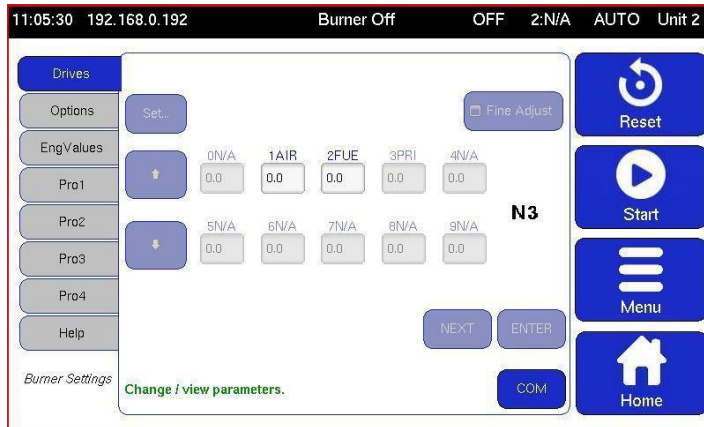 11:05:30 192.168.0.192 Burner Off OFF 2:N/A AUTO Unit 2
Drives
Options
EngValues
Pro1
Pro2
Pro3
Pro4
Help
Burner Settings
Set...
Fine Adjust
0N/A 1AIR 2FUE 3PRI 4N/A
0.0 0.0 0.0 0.0 0.0
N3
5N/A 6N/A 7N/A 8N/A 9N/A
0.0 0.0 0.0 0.0 0.0
NEXT ENTER
Change / view parameters.
COM
Reset
Start
Menu
Home